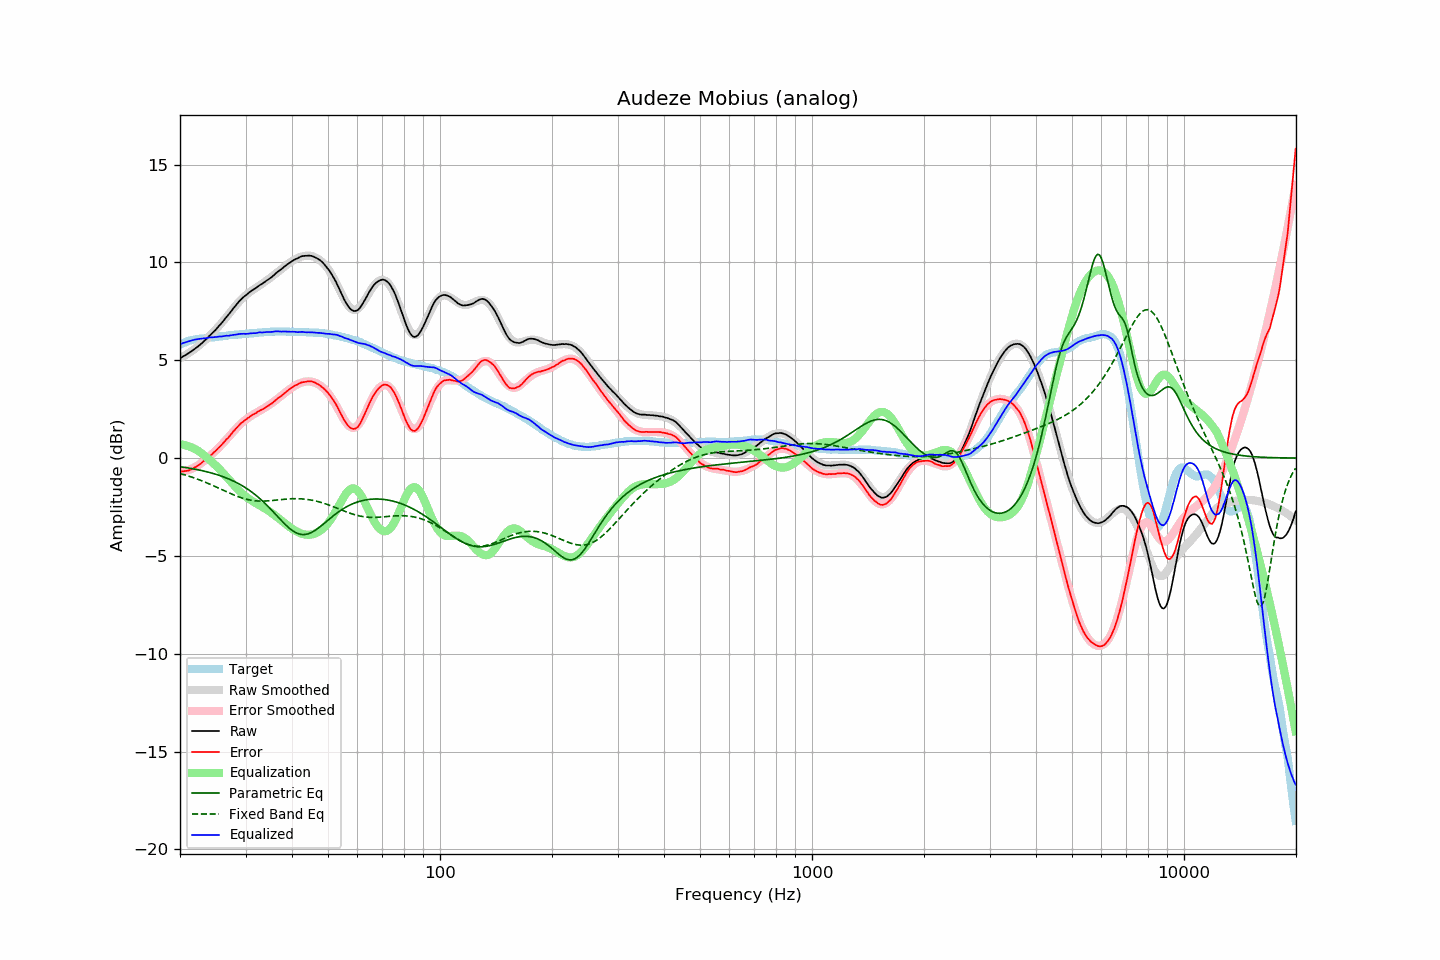 Audeze Mobius (analog)
15
10
5
0
−5
−10
−15
−20
Amplitude (dBr)
Target
Raw Smoothed
Error Smoothed
Raw
Error
Equalization
Parametric Eq
Fixed Band Eq
Equalized
100
1000
10000
Frequency (Hz)